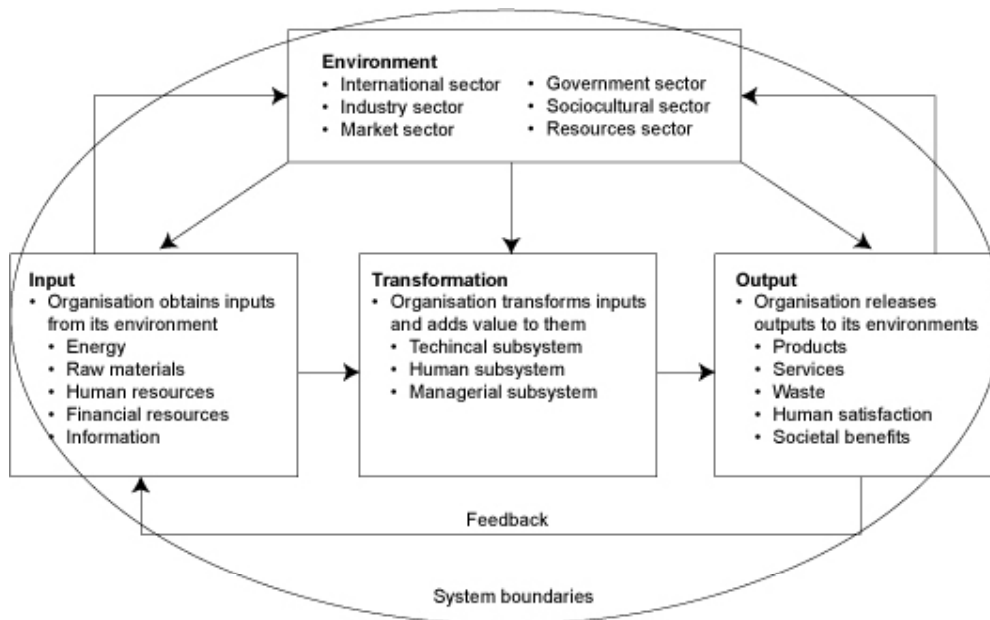 Environment
• International sector
• Industry sector
• Market sector
• Government sector
• Sociocultural sector
• Resources sector
Input
• Organisation obtains inputs
from its environment
• Energy
• Raw materials
• Human resources
• Financial resources
• Information
Transformation
• Organisation transforms inputs
and adds value to them
• Techincal subsystem
• Human subsystem
• Managerial subsystem
Output
• Organisation releases
outputs to its environments
• Products
• Services
• Waste
• Human satisfaction
• Societal benefits
Feedback
System boundaries